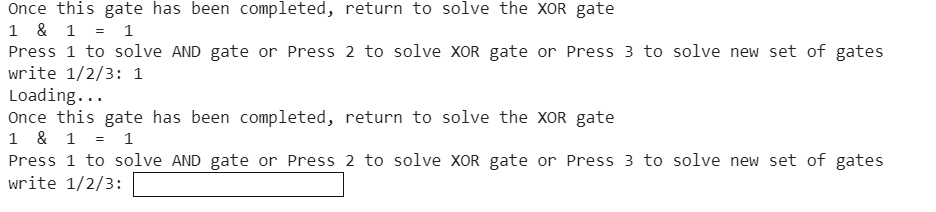 Once this gate has been completed, return to solve the XOR gate
1 & 1 = 1
Press 1 to solve AND gate or Press 2 to solve XOR gate or Press 3 to solve new set of gates
write 1/2/3: 1
Loading...
Once this gate has been completed, return to solve the XOR gate
1 & 1 = 1
Press 1 to solve AND gate or Press 2 to solve XOR gate or Press 3 to solve new set of gates
write 1/2/3: